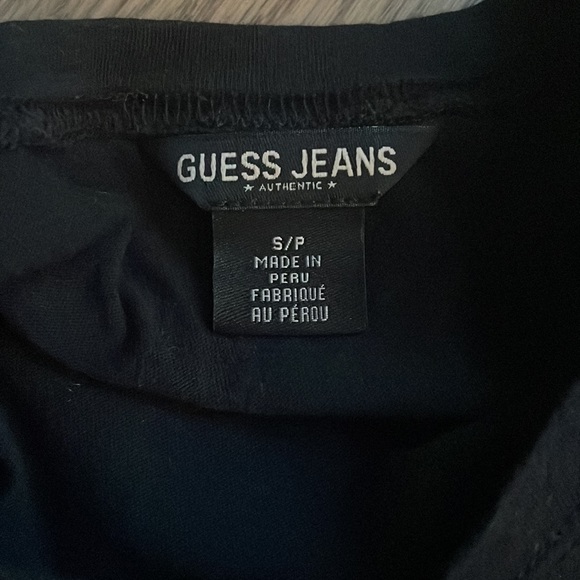 GUESS JEANS
★ AUTHENTIC ★
S/P
MADE IN
PERU
FABRIQUÉ
AU PÉROU